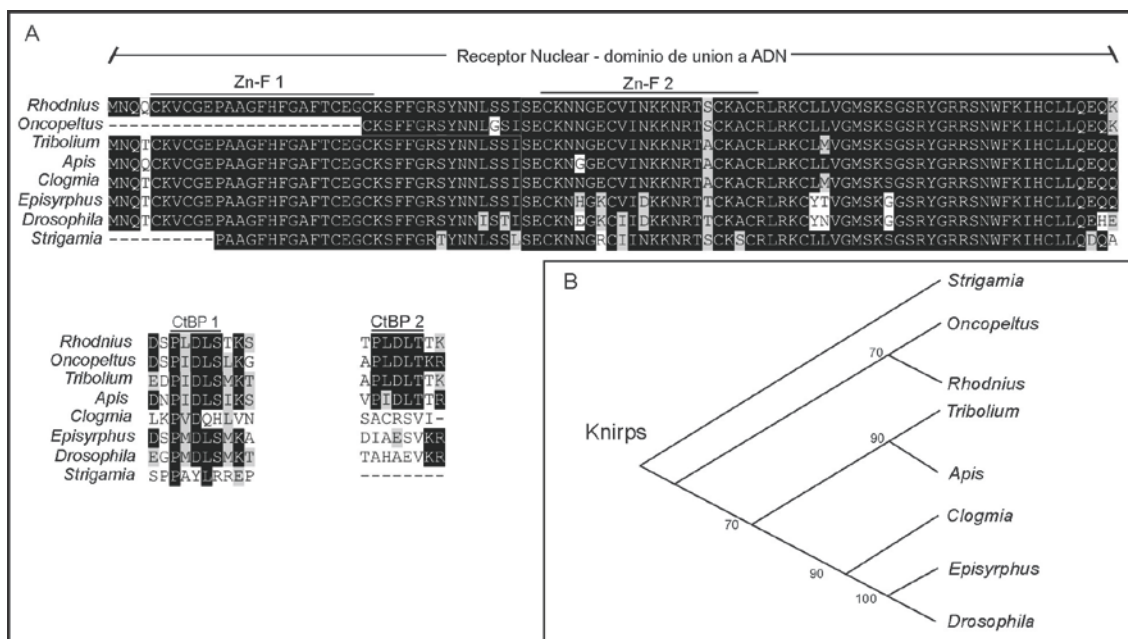 A
Receptor Nuclear - dominio de union a ADN
Zn-F 1 Zn-F 2
Rhodnius MNQQCKVCGEPAAGFHFGAFTCEGCKSFFGRSYNNLSSISECKNNGECVINKKNRTSCKACRLRKCLLVGMSKSGSRYGRRSNWFKIHCLLQEQK
Oncopeltus ------------------------CKSFFGRSYNNLGSISECKNNGECVINKKNRTSCKACRLRKCLLVGMSKSGSRYGRRSNWFKIHCLLQEQK
Tribolium MNQTCKVCGEPAAGFHFGAFTCEGCKSFFGRSYNNLSSISECKNNGECVINKKNRTACKACRLRKCLMVGMSKSGSRYGRRSNWFKIHCLLQEQQ
Apis MNQQCKVCGEPAAGFHFGAFTCEGCKSFFGRSYNNLSSISECKNGGECVINKKNRTACKACRLRKCLLVGMSKSGSRYGRRSNWFKIHCLLQEQQ
Clogmia MNQTCKVCGEPAAGFHFGAFTCEGCKSFFGRSYNNLSSISECKNNGECVINKKNRTACKACRLRKCLMVGMSKSGSRYGRRSNWFKIHCLLQEQQ
Episyrphus MNQTCKVCGEPAAGFHFGAFTCEGCKSFFGRSYNNLSSISECKNHGKCVIDKKNRTTCKACRLRKCYTVGMSKGGSRYGRRSNWFKIHCLLQEQQ
Drosophila MNQTCKVCGEPAAGFHFGAFTCEGCKSFFGRSYNNISTISECKNEGKCIIDKKNRTTCKACRLRKCYNVGMSKGGSRYGRRSNWFKIHCLLQEHE
Strigamia ----------PAAGFHFGAFTCEGCKSFFGRTYNNLSSLSECKNNGRCIINKKNRTSCKSCRLRKCLLVGMSKSGSRYGRRSNWFKIHCLLQDQA
CtBP 1 CtBP 2
Rhodnius DSPLDLSTKS TPLDLTTK
Oncopeltus DSPIDLSLKG APLDLTKR
Tribolium EDPIDLSMKT APLDLTTK
Apis DNPIDLSIKS VPIDLTTR
Clogmia LKPVDQHLVN SACRSVI-
Episyrphus DSPMDLSMKA DIAESVKR
Drosophila EGPMDLSMKT TAHAEVKR
Strigamia SPPAYLRREP --------
B
Strigamia
Oncopeltus
70
Rhodnius
Tribolium
Knirps
90
Apis
Clogmia
70
Episyrphus
90
100
Drosophila